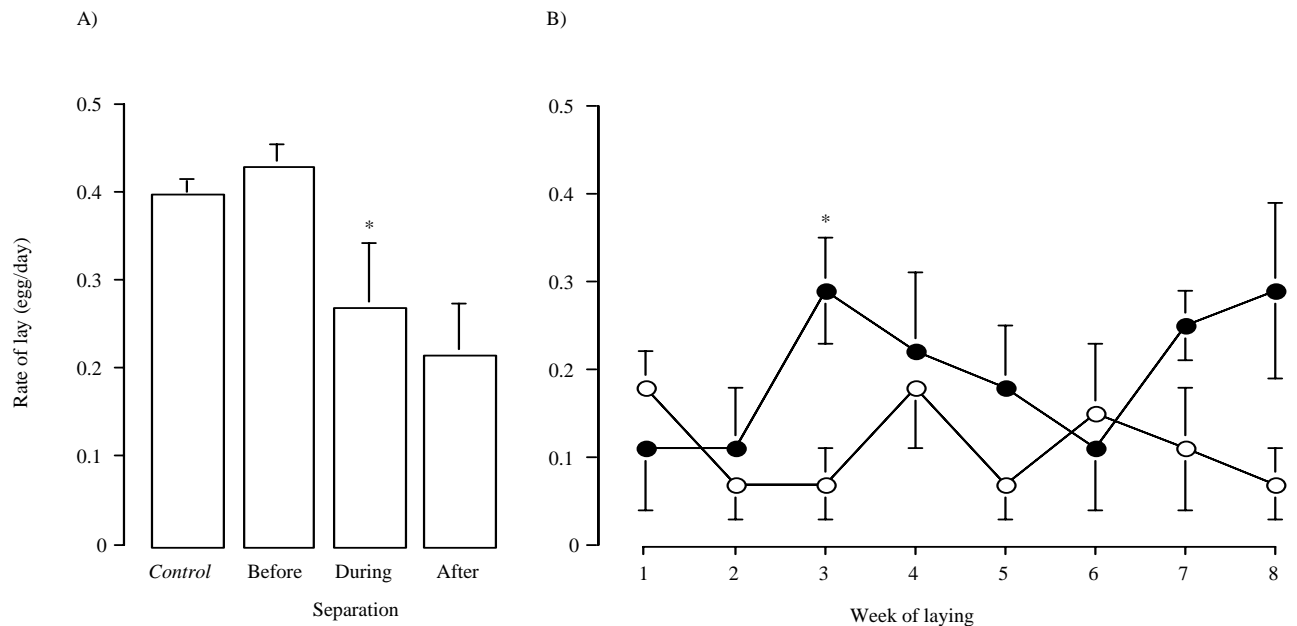 A)
Rate of lay (egg/day)
0.5
0.4
0.3
0.2
0.1
0
*
Control Before During After
Separation
B)
0.5
0.4
0.3
0.2
0.1
0
*
1 2 3 4 5 6 7 8
Week of laying